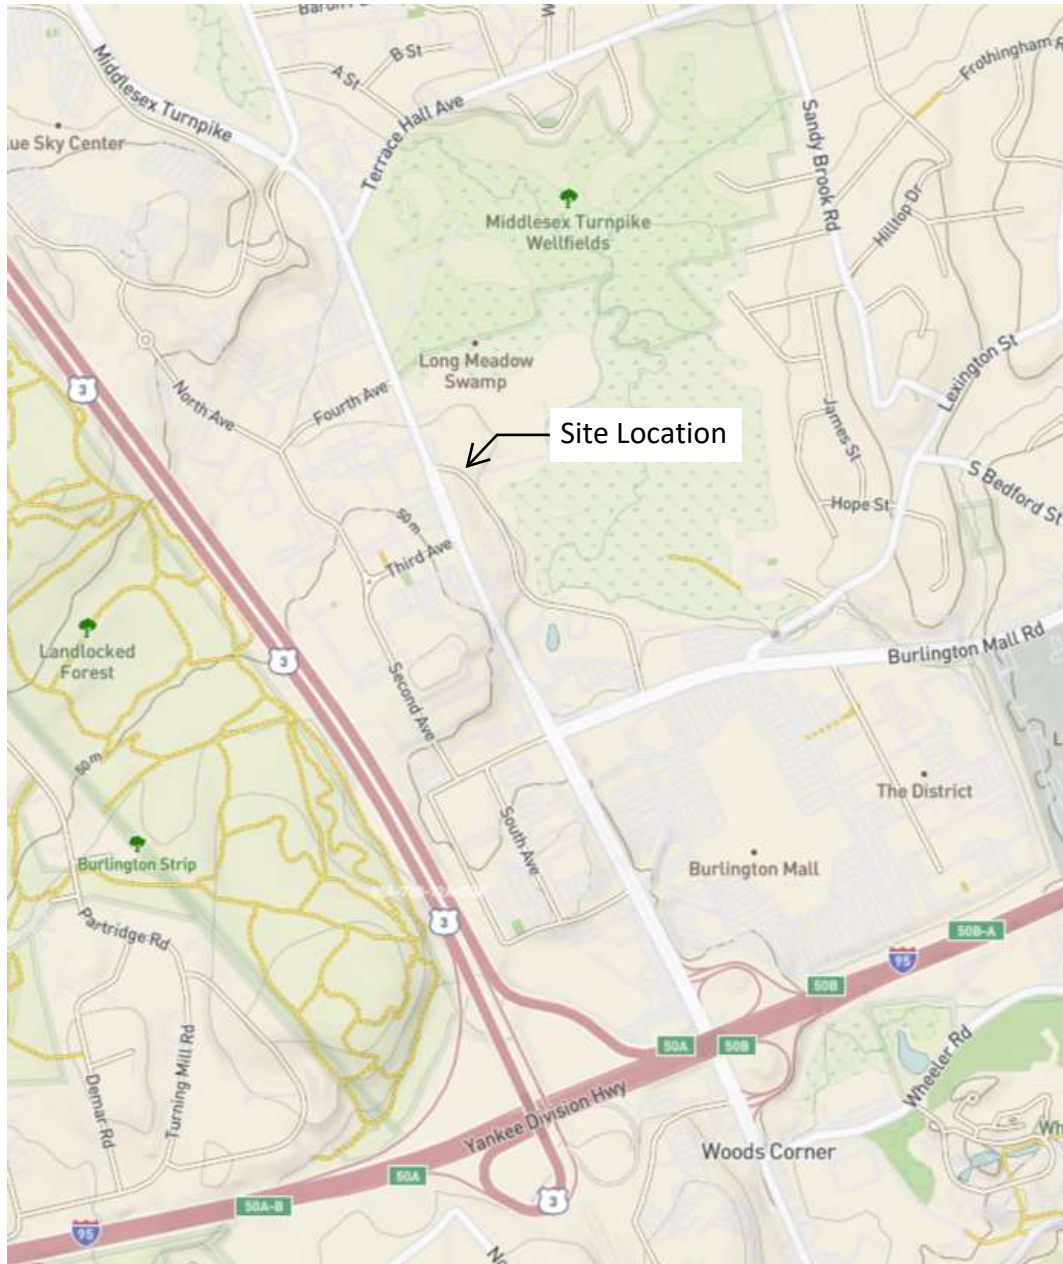 B St
A St
Middlesex Turnpike
Terrace Hall Ave
Sandy Brook Rd
ue Sky Center
Middlesex Turnpike
Wellfields
Hilltop Dr
3
Long Meadow
Swamp
Lexington St
North Ave
Fourth Ave
James St
Site Location
S Bedford St
Hope St
50 m
Third Ave
Landlocked
Forest
3
Burlington Mall Rd
Second Ave
50 m
The District
Burlington Strip
South Ave
Burlington Mall
3
Partridge Rd
50B-A
95
50B
50A
50B
Wheeler Rd
Turning Mill Rd
Demar Rd
Yankee Division Hwy
Woods Corner
50A
3
50A-B
95